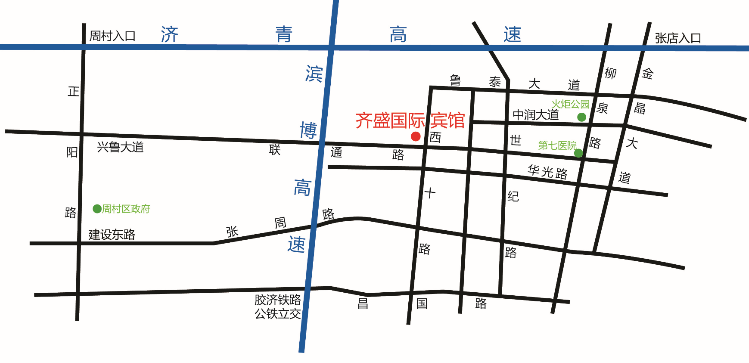 周村入口
济青高速
张店入口
滨博高速
正阳路
鲁泰大道
柳泉路
金晶大道
火炬公园
中润大道
齐盛国际宾馆
兴鲁大道
联通路
西十路
世纪路
第七医院
华光路
周村区政府
建设东路
张周路
胶济铁路
公铁立交
昌国路